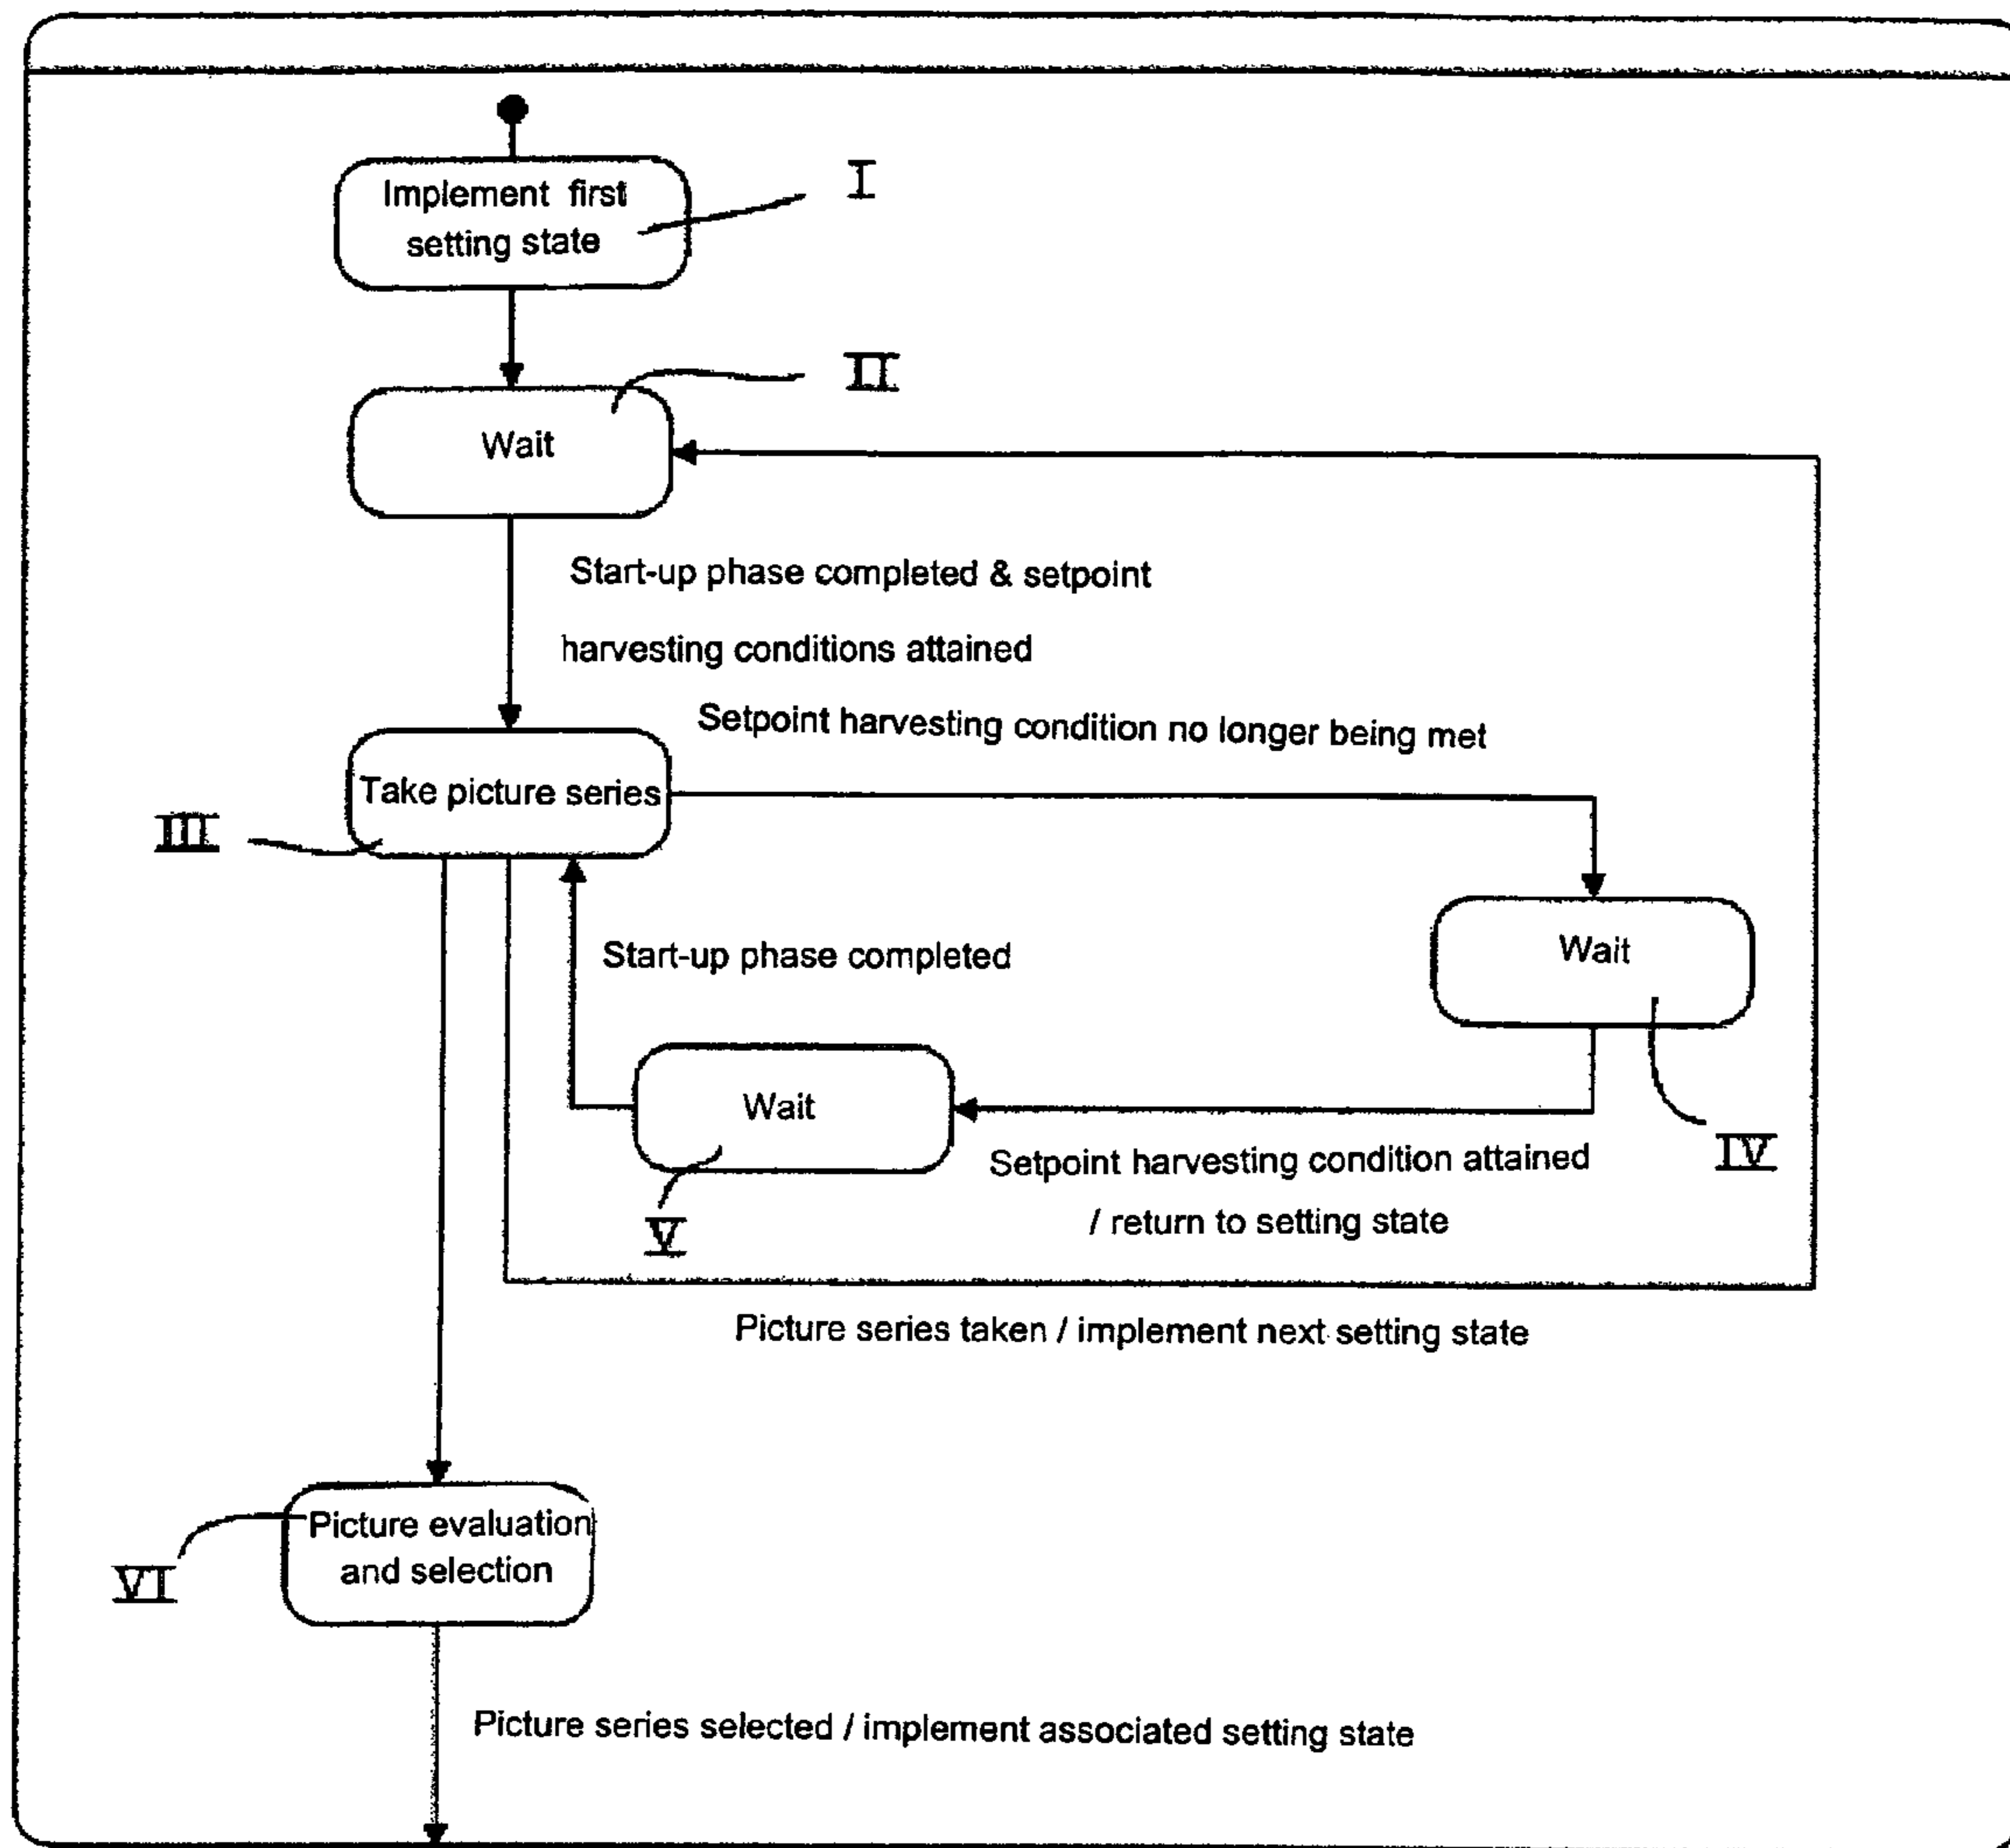 Implement first
setting state
I
II
Wait
Start-up phase completed & setpoint
harvesting conditions attained
Setpoint harvesting condition no longer being met
Take picture series
III
Wait
Start-up phase completed
Wait
IV
Setpoint harvesting condition attained
/ return to setting state
V
Picture series taken / implement next setting state
Picture evaluation
and selection
VI
Picture series selected / implement associated setting state